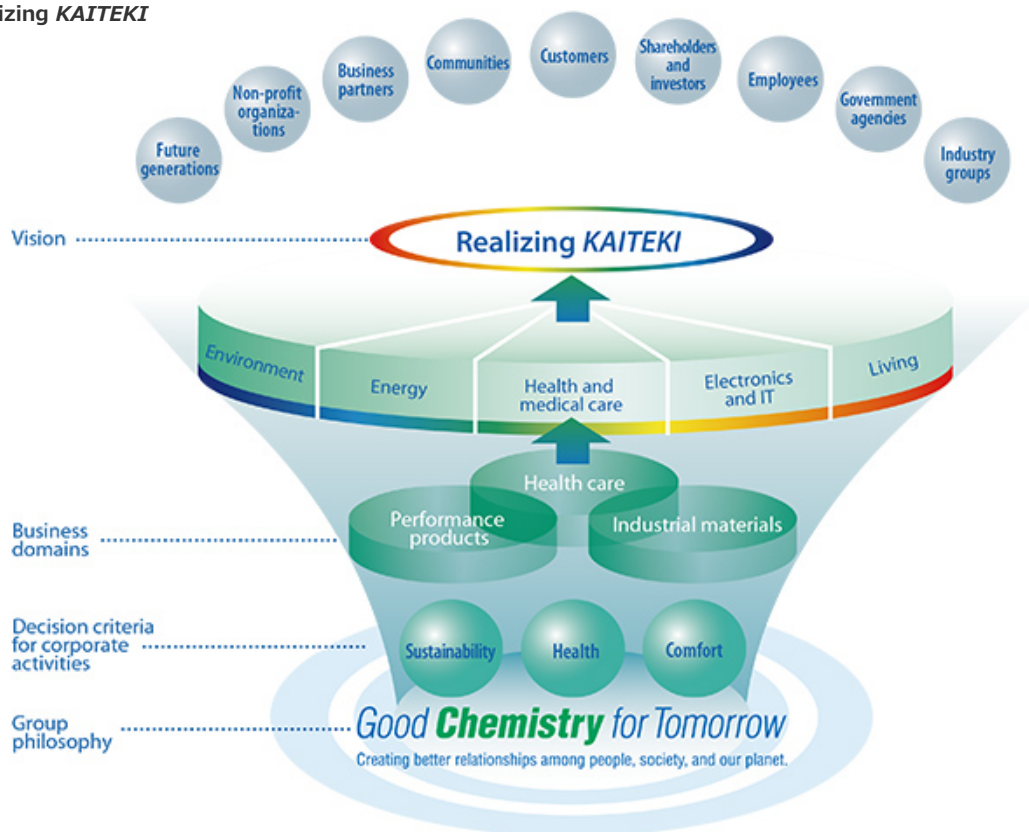 izing KAITEKI
Future
generations
Non-profit
organiza-
tions
Business
partners
Communities
Customers
Shareholders
and
investors
Employees
Government
agencies
Industry
groups
Vision
Realizing KAITEKI
Environment
Energy
Health and
medical care
Electronics
and IT
Living
Business
domains
Health care
Performance
products
Industrial materials
Decision criteria
for corporate
activities
Sustainability
Health
Comfort
Group
philosophy
Good Chemistry for Tomorrow
Creating better relationships among people, society, and our planet.